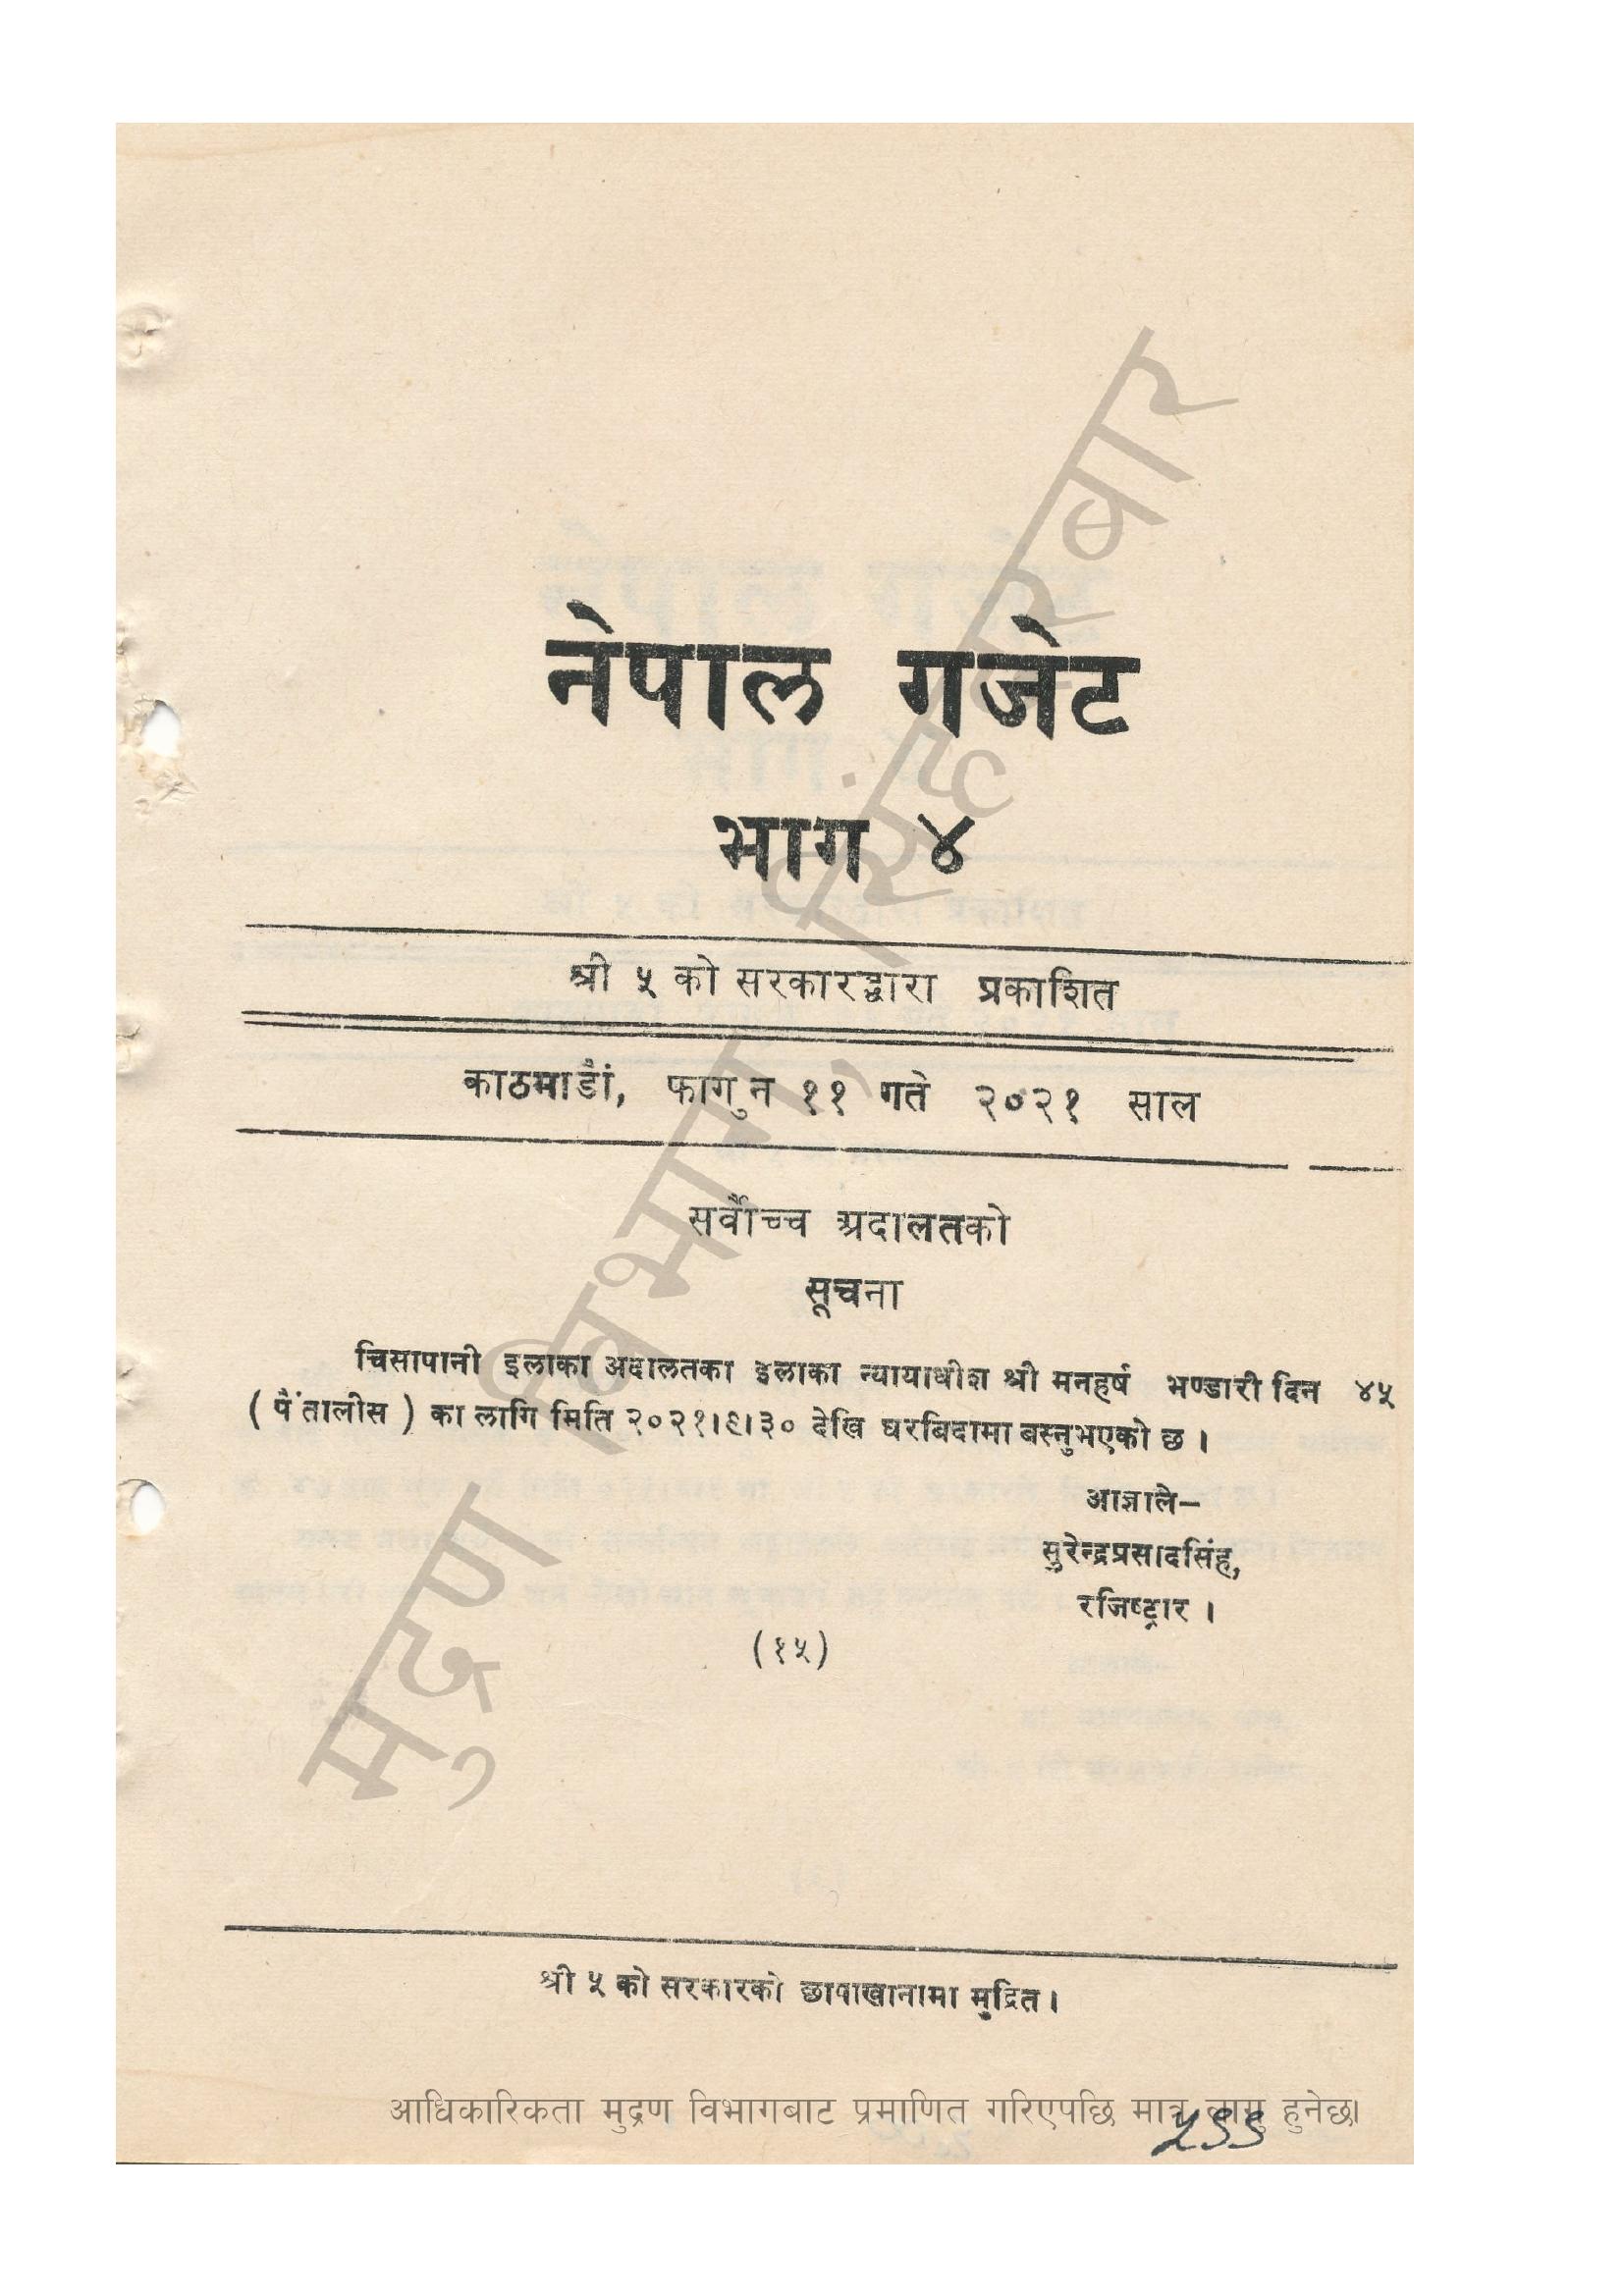 नेपाल गजेट
भाग ४
श्री ५ को सरकारद्वारा प्रकाशित
काठमाडौं, फागुन ११ गते २०२१ साल
सर्वोच्च अदालतको
सूचना
चिसापानी इलाका अदालतका इलाका न्यायाधीश श्री मनहर्ष भण्डारी दिन ४५
( पैंतालीस ) का लागि मिति २०२१।९।३० देखि घरबिदामा बस्नुभएको छ ।
आज्ञाले—
सुरेन्द्रप्रसादसिंह,
रजिष्ट्रार ।
(१५)
श्री ५ को सरकारको छापाखानामा मुद्रित ।
मुद्रण विभाग, सिंहदरवार
आधिकारिकता मुद्रण विभागबाट प्रमाणित गरिएपछि मात्र लागु हुनेछ।